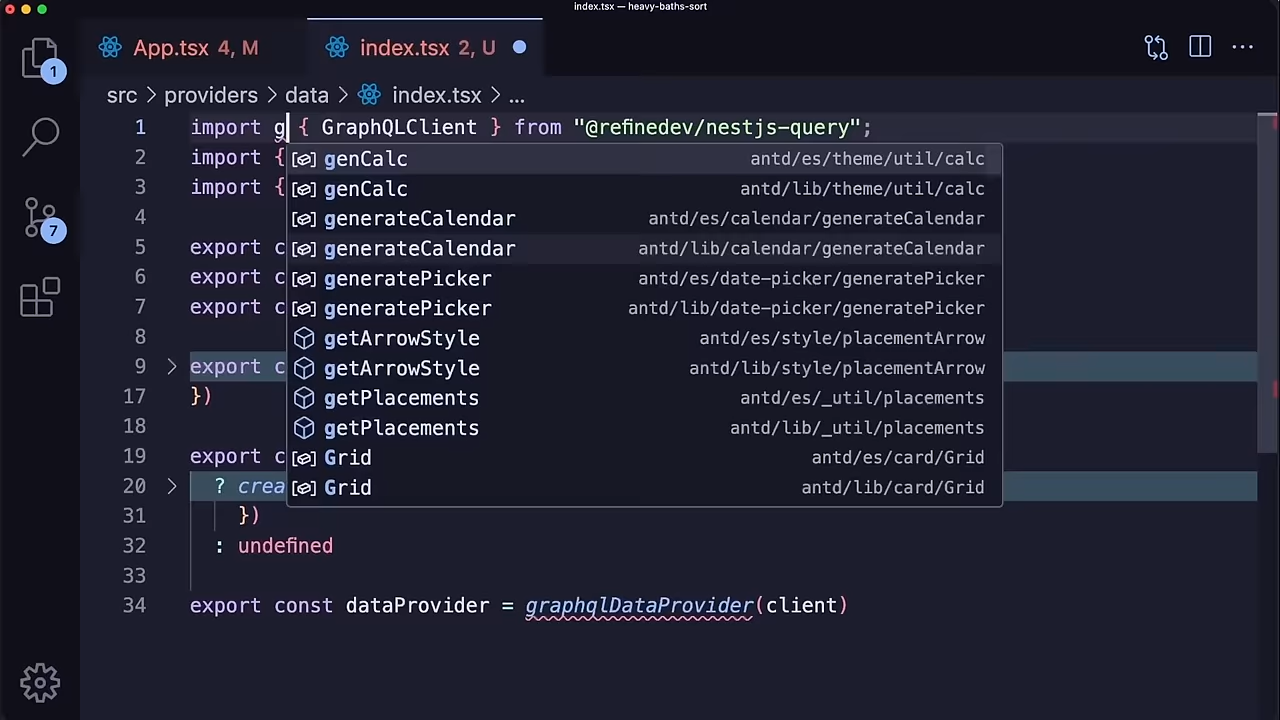 index.tsx — heavy-baths-sort
App.tsx 4, M
index.tsx 2, U
1
src > providers > data > index.tsx > ...
1 import g { GraphQLClient } from "@refinedev/nestjs-query";
2 import {
3 import {
4
5 export c
6 export c
7 export c
8
9 export c
17 })
18
19 export c
20 ? crea
31 })
32 : undefined
33
34 export const dataProvider = graphqlDataProvider(client)
genCalc antd/es/theme/util/calc
genCalc antd/lib/theme/util/calc
generateCalendar antd/es/calendar/generateCalendar
generateCalendar antd/lib/calendar/generateCalendar
generatePicker antd/es/date-picker/generatePicker
generatePicker antd/lib/date-picker/generatePicker
getArrowStyle antd/es/style/placementArrow
getArrowStyle antd/lib/style/placementArrow
getPlacements antd/es/_util/placements
getPlacements antd/lib/_util/placements
Grid antd/es/card/Grid
Grid antd/lib/card/Grid
7